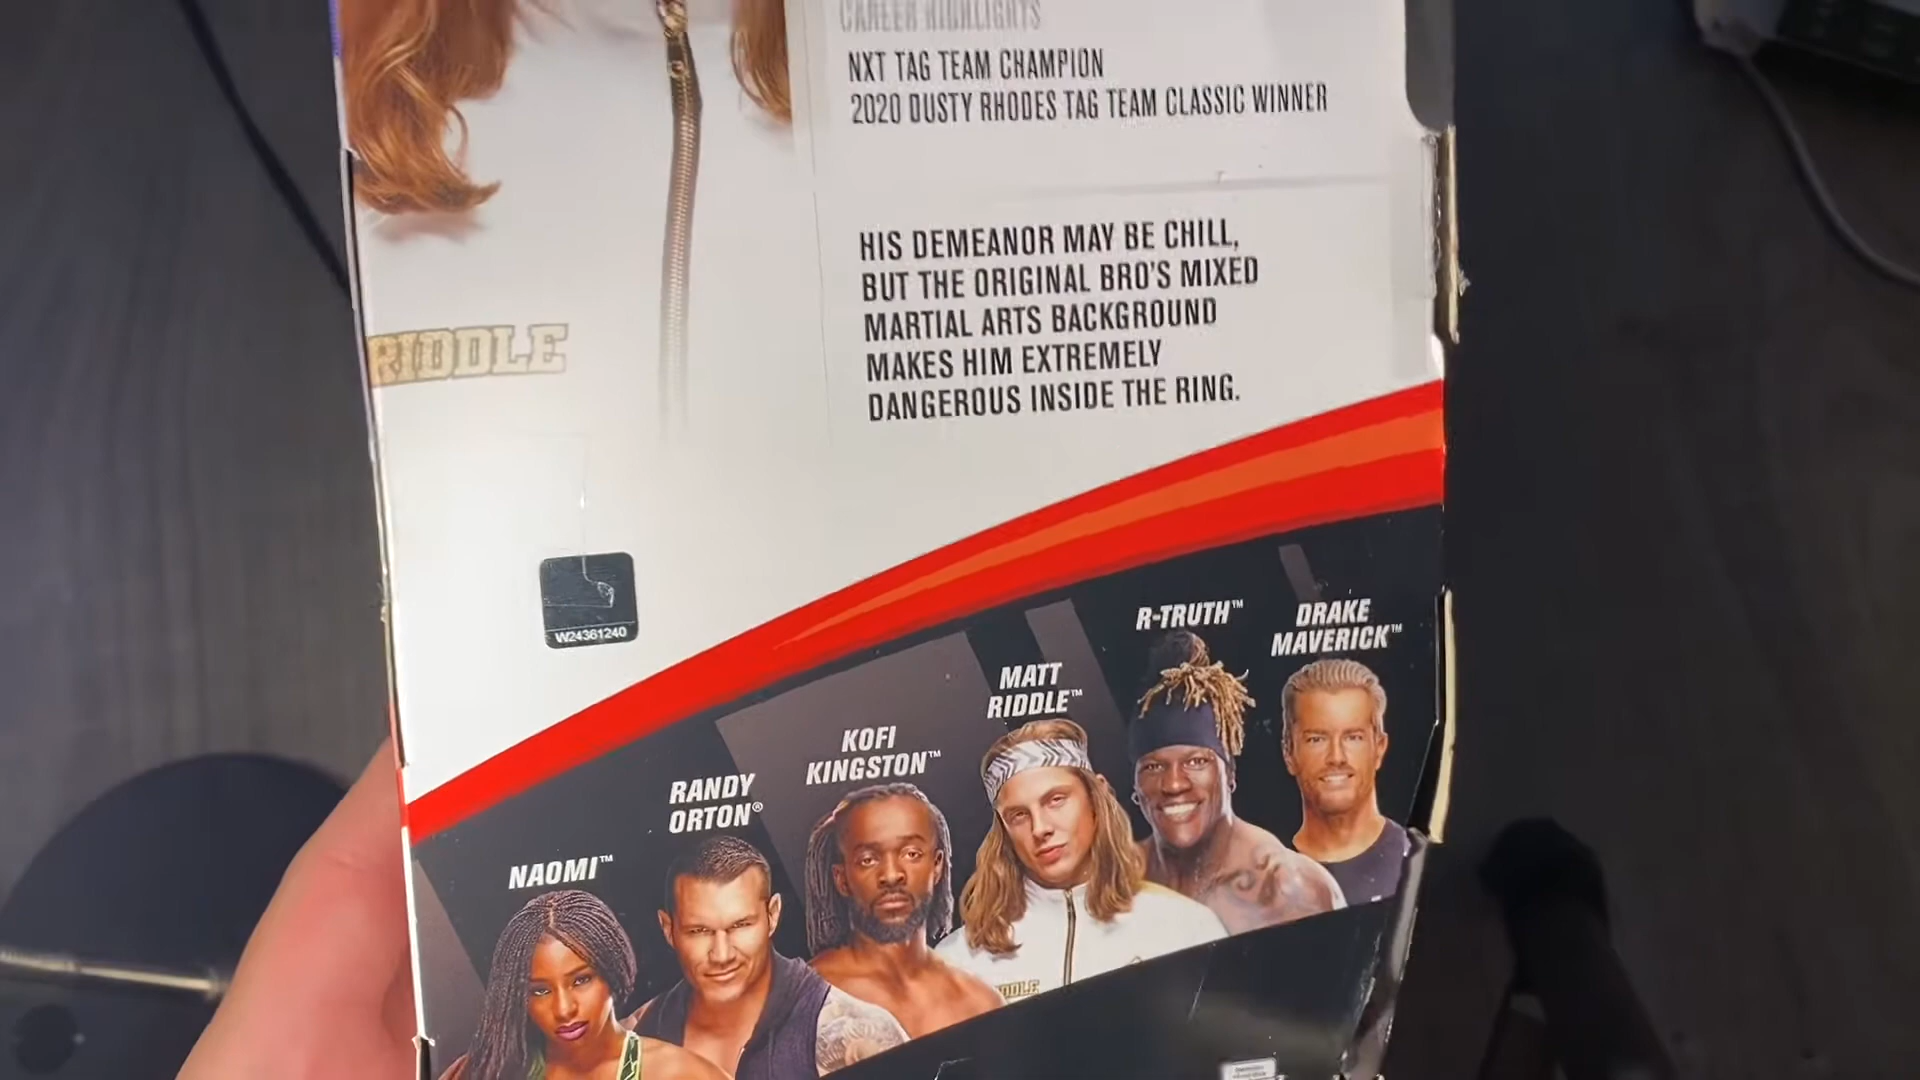 CAREER HIGHLIGHTS
NXT TAG TEAM CHAMPION
2020 DUSTY RHODES TAG TEAM CLASSIC WINNER
HIS DEMEANOR MAY BE CHILL,
BUT THE ORIGINAL BRO'S MIXED
MARTIAL ARTS BACKGROUND
MAKES HIM EXTREMELY
DANGEROUS INSIDE THE RING.
RIDDLE
W24361240
R-TRUTH™
DRAKE
MAVERICK™
MATT
RIDDLE™
KOFI
KINGSTON™
RANDY
ORTON®
NAOMI™